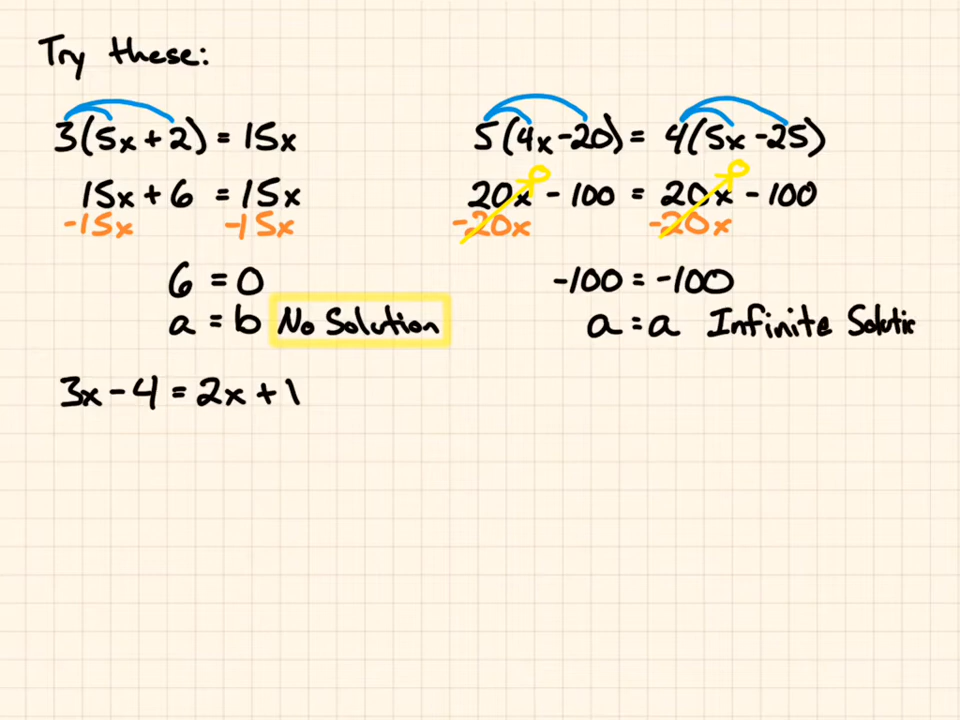 Try these:
3(5x+2) = 15x
15x + 6 = 15x
-15x -15x
6 = 0
a = b No Solution
5(4x-20) = 4(5x-25)
20x - 100 = 20x - 100
-20x -20x
-100 = -100
a = a Infinite Solutic
3x - 4 = 2x + 1